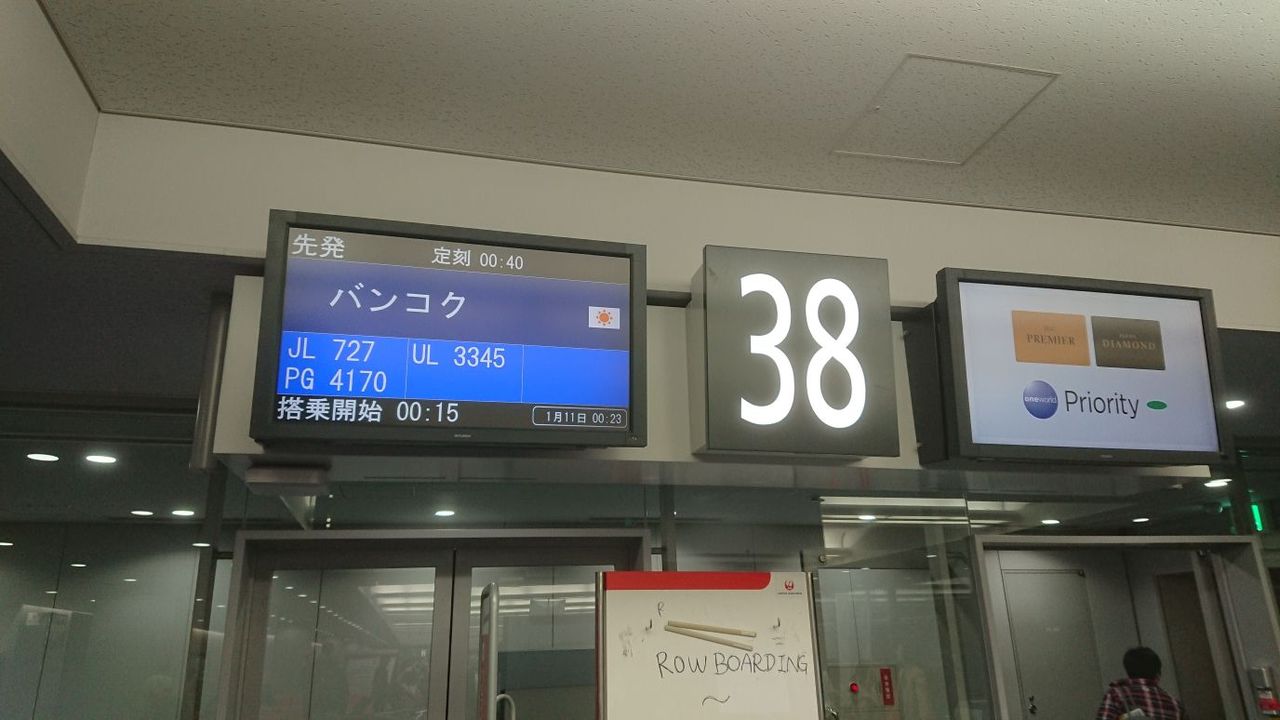 先発 定刻 00:40
バンコク
JL 727 UL 3345
PG 4170
搭乗開始 00:15 1月11日 00:23
38
PREMIER DIAMOND
oneworld Priority
R
ROW BOARDING
~